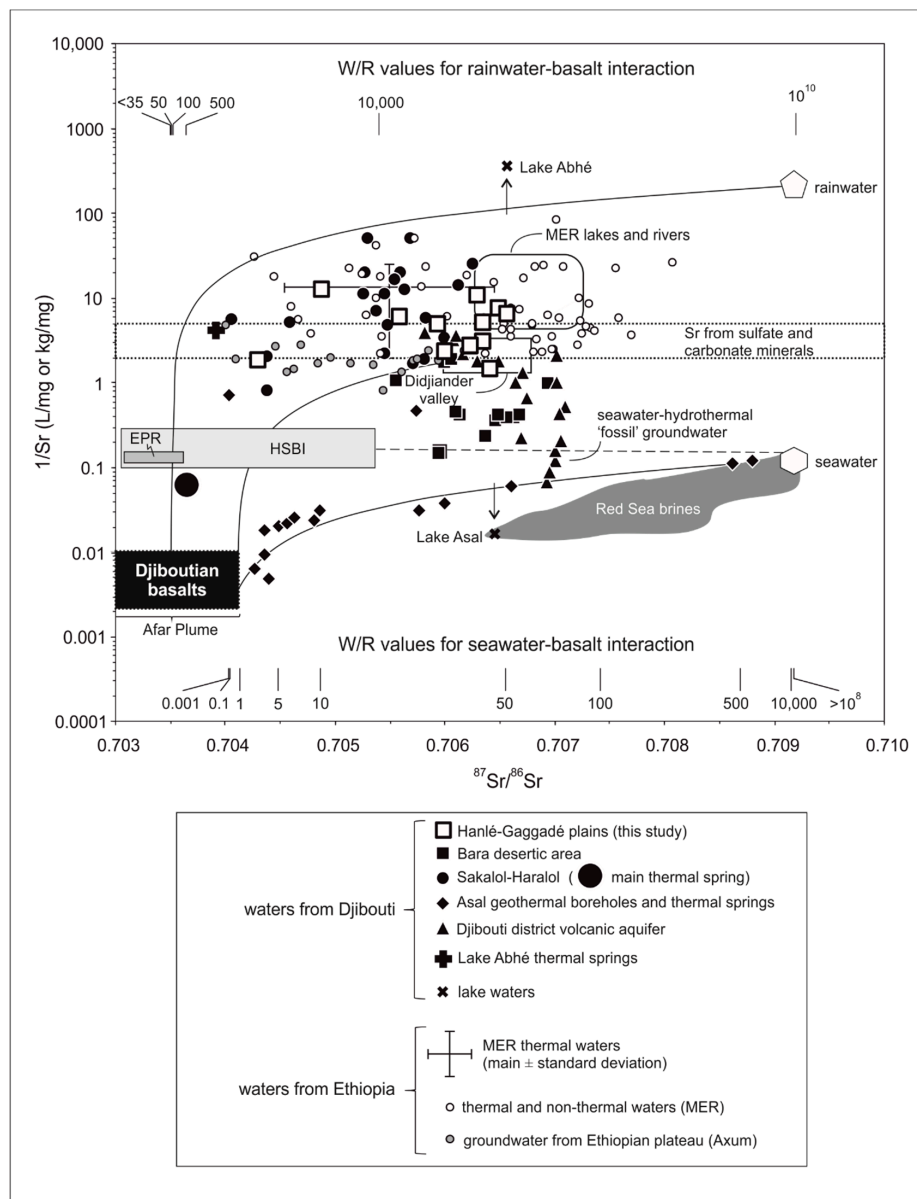 W/R values for rainwater-basalt interaction
<35 50 100 500 10,000 10^10
10,000
1000
100
10
1
0.1
0.01
0.001
0.0001
1/Sr (L/mg or kg/mg)
Lake Abhé
rainwater
MER lakes and rivers
Sr from sulfate and
carbonate minerals
Didjiander
valley
seawater-hydrothermal
‘fossil’ groundwater
EPR
HSBI
seawater
Red Sea brines
Lake Asal
Djiboutian
basalts
Afar Plume
W/R values for seawater-basalt interaction
0.001 0.1 1 5 10 50 100 500 10,000 >10^8
0.703 0.704 0.705 0.706 0.707 0.708 0.709 0.710
87Sr/86Sr
waters from Djibouti
Hanlé-Gaggadé plains (this study)
Bara desertic area
Sakalol-Haralol ( main thermal spring)
Asal geothermal boreholes and thermal springs
Djibouti district volcanic aquifer
Lake Abhé thermal springs
lake waters
waters from Ethiopia
MER thermal waters
(main ± standard deviation)
thermal and non-thermal waters (MER)
groundwater from Ethiopian plateau (Axum)